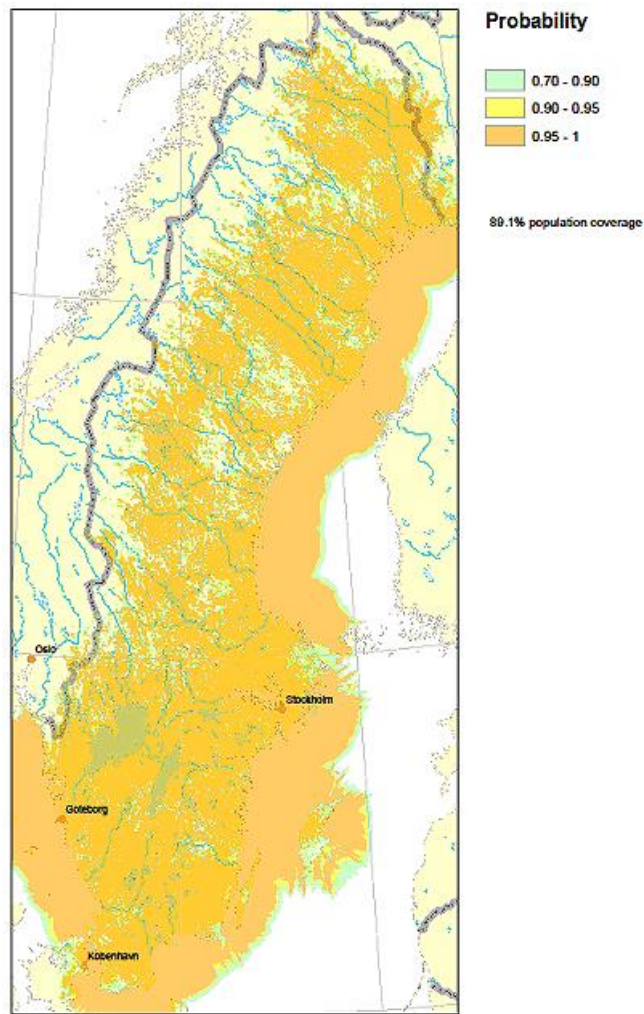 Probability
0.70 - 0.90
0.90 - 0.95
0.95 - 1
89.1% population coverage
Oslo
Stockholm
Goteborg
Kobenhavn